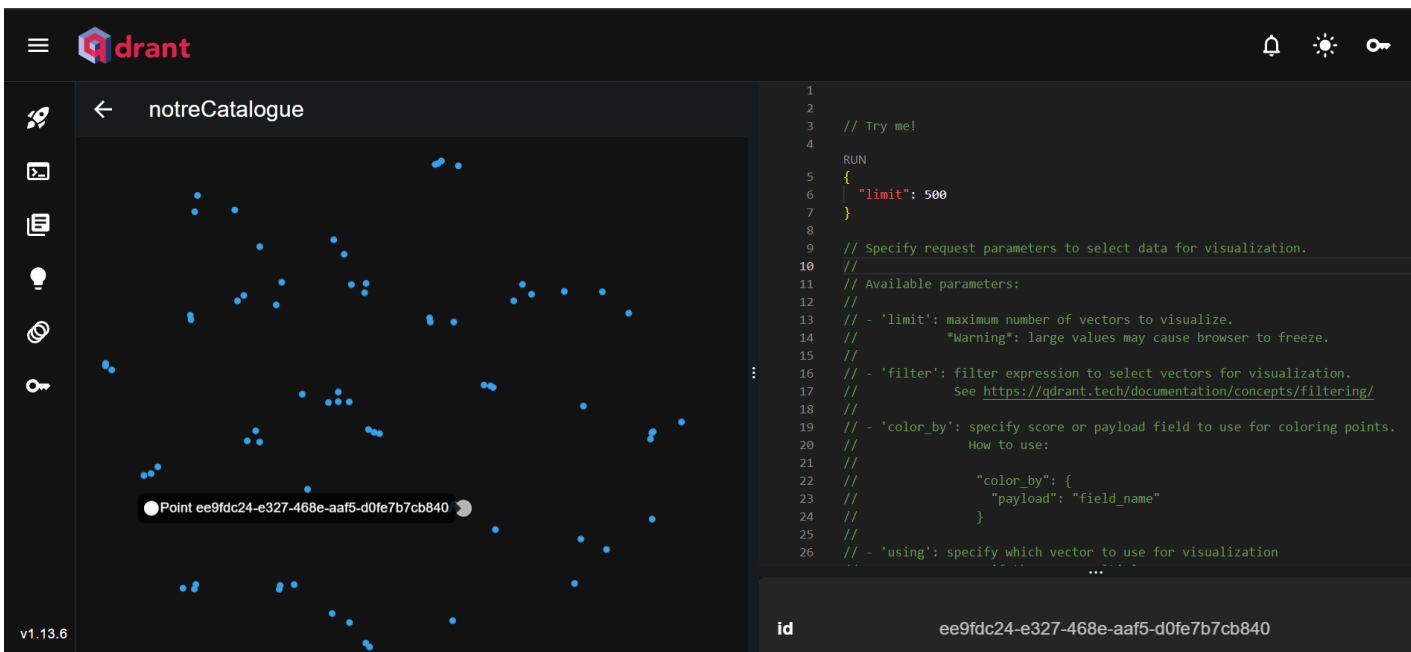 qdrant
notreCatalogue
Point ee9fdc24-e327-468e-aaf5-d0fe7b7cb840
v1.13.6
1
2
3 // Try me!
4
RUN
5 {
6 "limit": 500
7 }
8
9 // Specify request parameters to select data for visualization.
10 //
11 // Available parameters:
12 //
13 // - 'limit': maximum number of vectors to visualize.
14 // *Warning*: large values may cause browser to freeze.
15 //
16 // - 'filter': filter expression to select vectors for visualization.
17 // See https://qdrant.tech/documentation/concepts/filtering/
18 //
19 // - 'color_by': specify score or payload field to use for coloring points.
20 // How to use:
21 //
22 // "color_by": {
23 // "payload": "field_name"
24 // }
25 //
26 // - 'using': specify which vector to use for visualization
id ee9fdc24-e327-468e-aaf5-d0fe7b7cb840